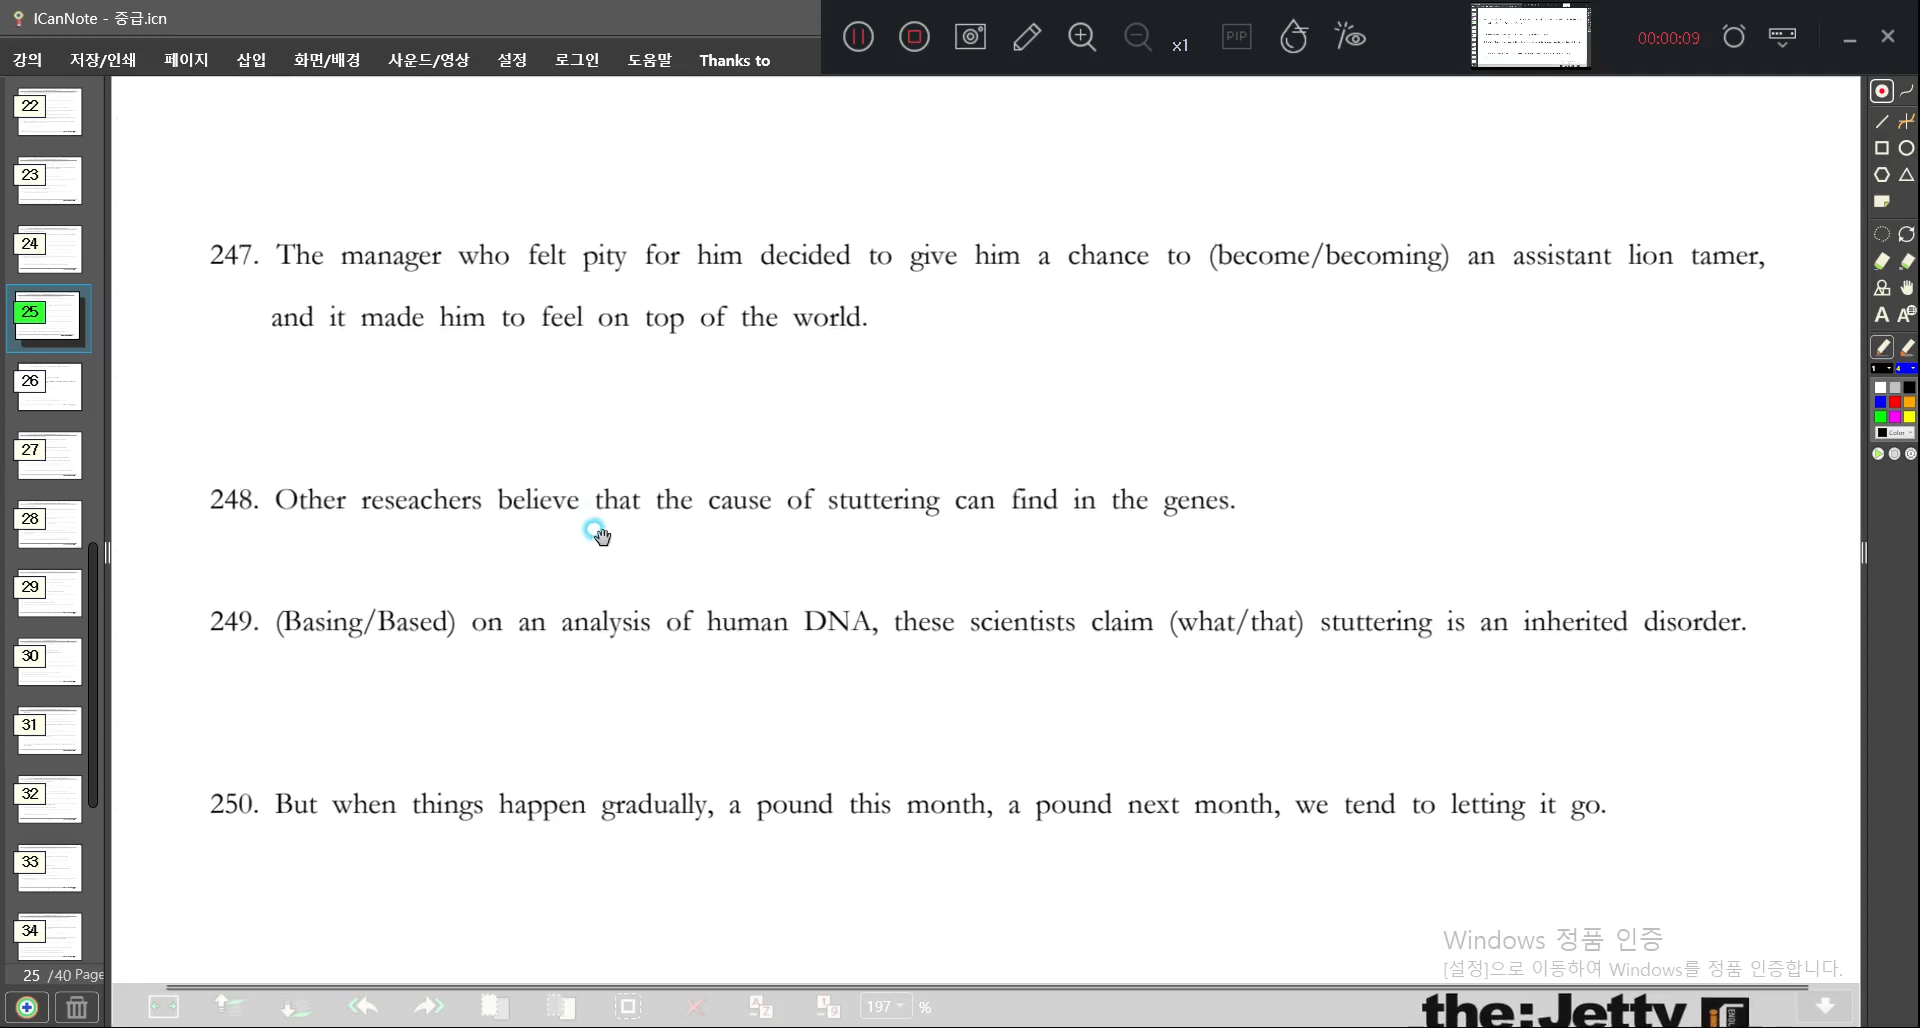 ICanNote - 중급.icn
강의 저장/인쇄 페이지 삽입 화면/배경 사운드/영상 설정 로그인 도움말 Thanks to
x1 PIP 00:00:09
22
23
24
25
26
27
28
29
30
31
32
33
34
25 /40 Page
247. The manager who felt pity for him decided to give him a chance to (become/becoming) an assistant lion tamer,
and it made him to feel on top of the world.
248. Other reseachers believe that the cause of stuttering can find in the genes.
249. (Basing/Based) on an analysis of human DNA, these scientists claim (what/that) stuttering is an inherited disorder.
250. But when things happen gradually, a pound this month, a pound next month, we tend to letting it go.
Windows 정품 인증
[설정]으로 이동하여 Windows를 정품 인증합니다.
197 %
the:Jetty
A A
1 4
Color